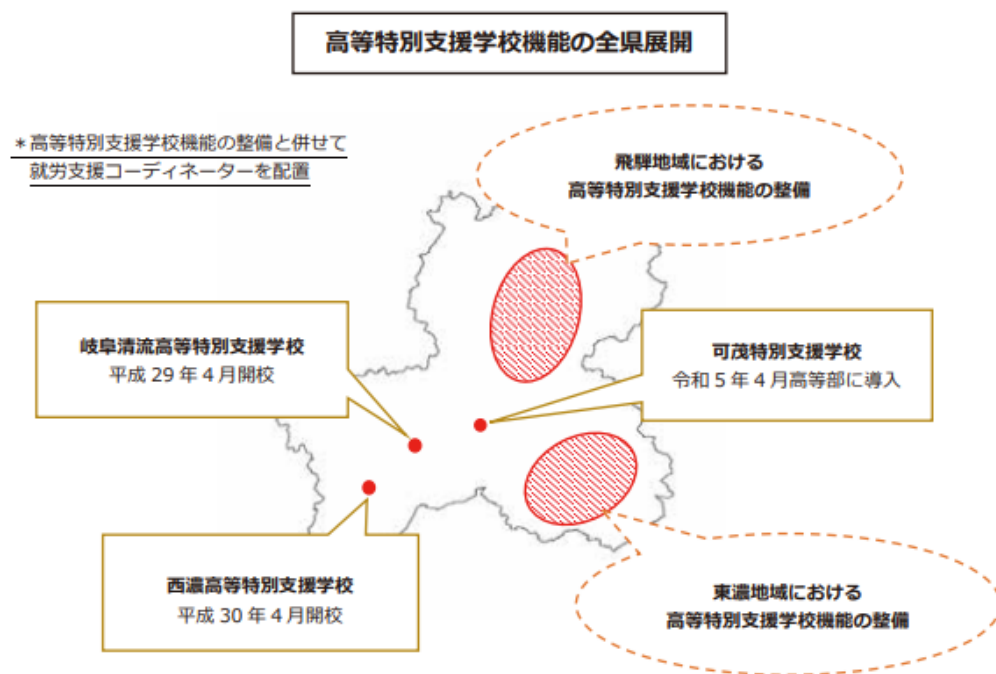 高等特別支援学校機能の全県展開
＊高等特別支援学校機能の整備と併せて
就労支援コーディネーターを配置
飛騨地域における
高等特別支援学校機能の整備
岐阜清流高等特別支援学校
平成 29 年 4 月開校
可茂特別支援学校
令和 5 年 4 月高等部に導入
西濃高等特別支援学校
平成 30 年 4 月開校
東濃地域における
高等特別支援学校機能の整備